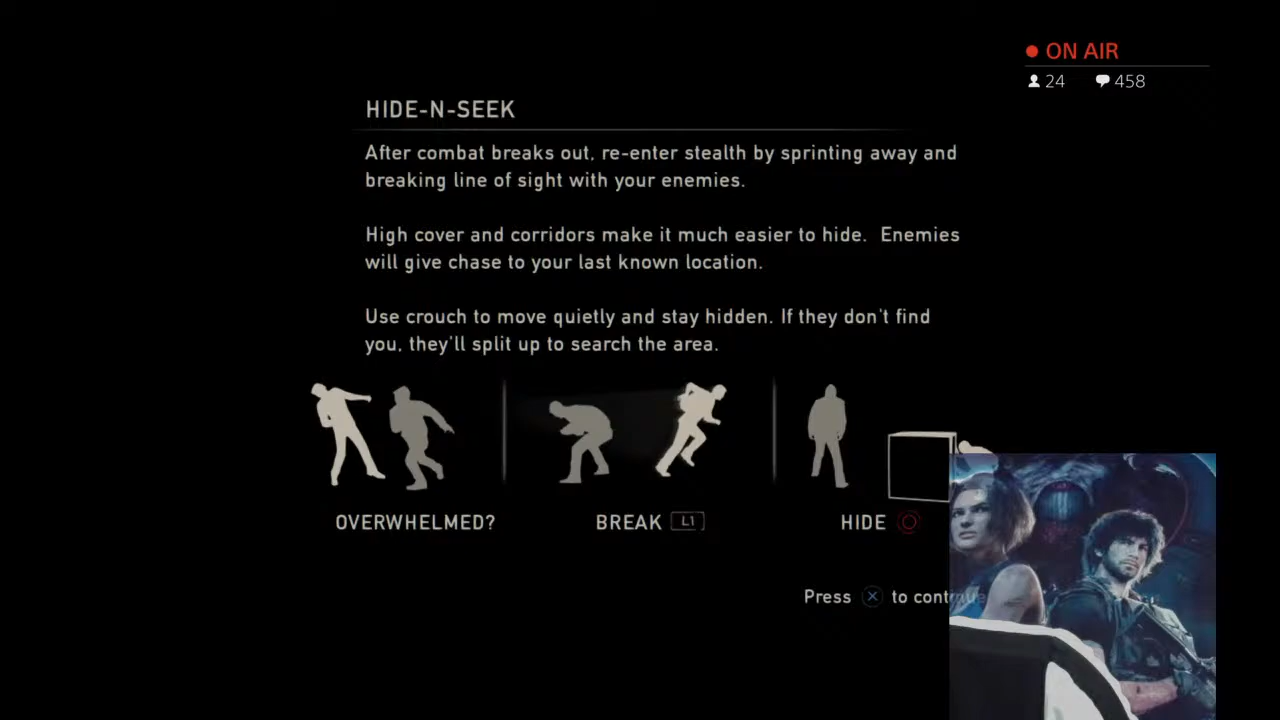 ON AIR
24 458
HIDE-N-SEEK
After combat breaks out, re-enter stealth by sprinting away and
breaking line of sight with your enemies.
High cover and corridors make it much easier to hide. Enemies
will give chase to your last known location.
Use crouch to move quietly and stay hidden. If they don't find
you, they'll split up to search the area.
OVERWHELMED? BREAK L1 HIDE
Press to continue